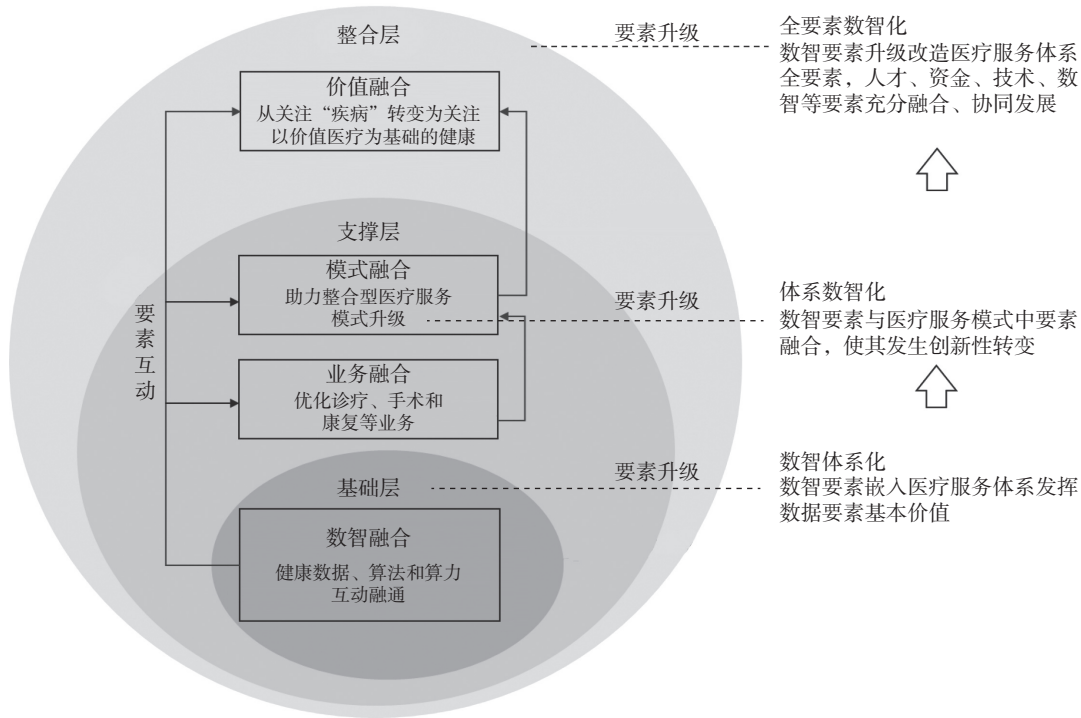 整合层
价值融合
从关注“疾病”转变为关注
以价值医疗为基础的健康
支撑层
模式融合
助力整合型医疗服务
模式升级
业务融合
优化诊疗、手术和
康复等业务
基础层
数智融合
健康数据、算法和算力
互动融通
要素互动
要素升级
全要素数智化
数智要素升级改造医疗服务体系
全要素，人才、资金、技术、数
智等要素充分融合、协同发展
要素升级
体系数智化
数智要素与医疗服务模式中要素
融合，使其发生创新性转变
要素升级
数智体系化
数智要素嵌入医疗服务体系发挥
数据要素基本价值